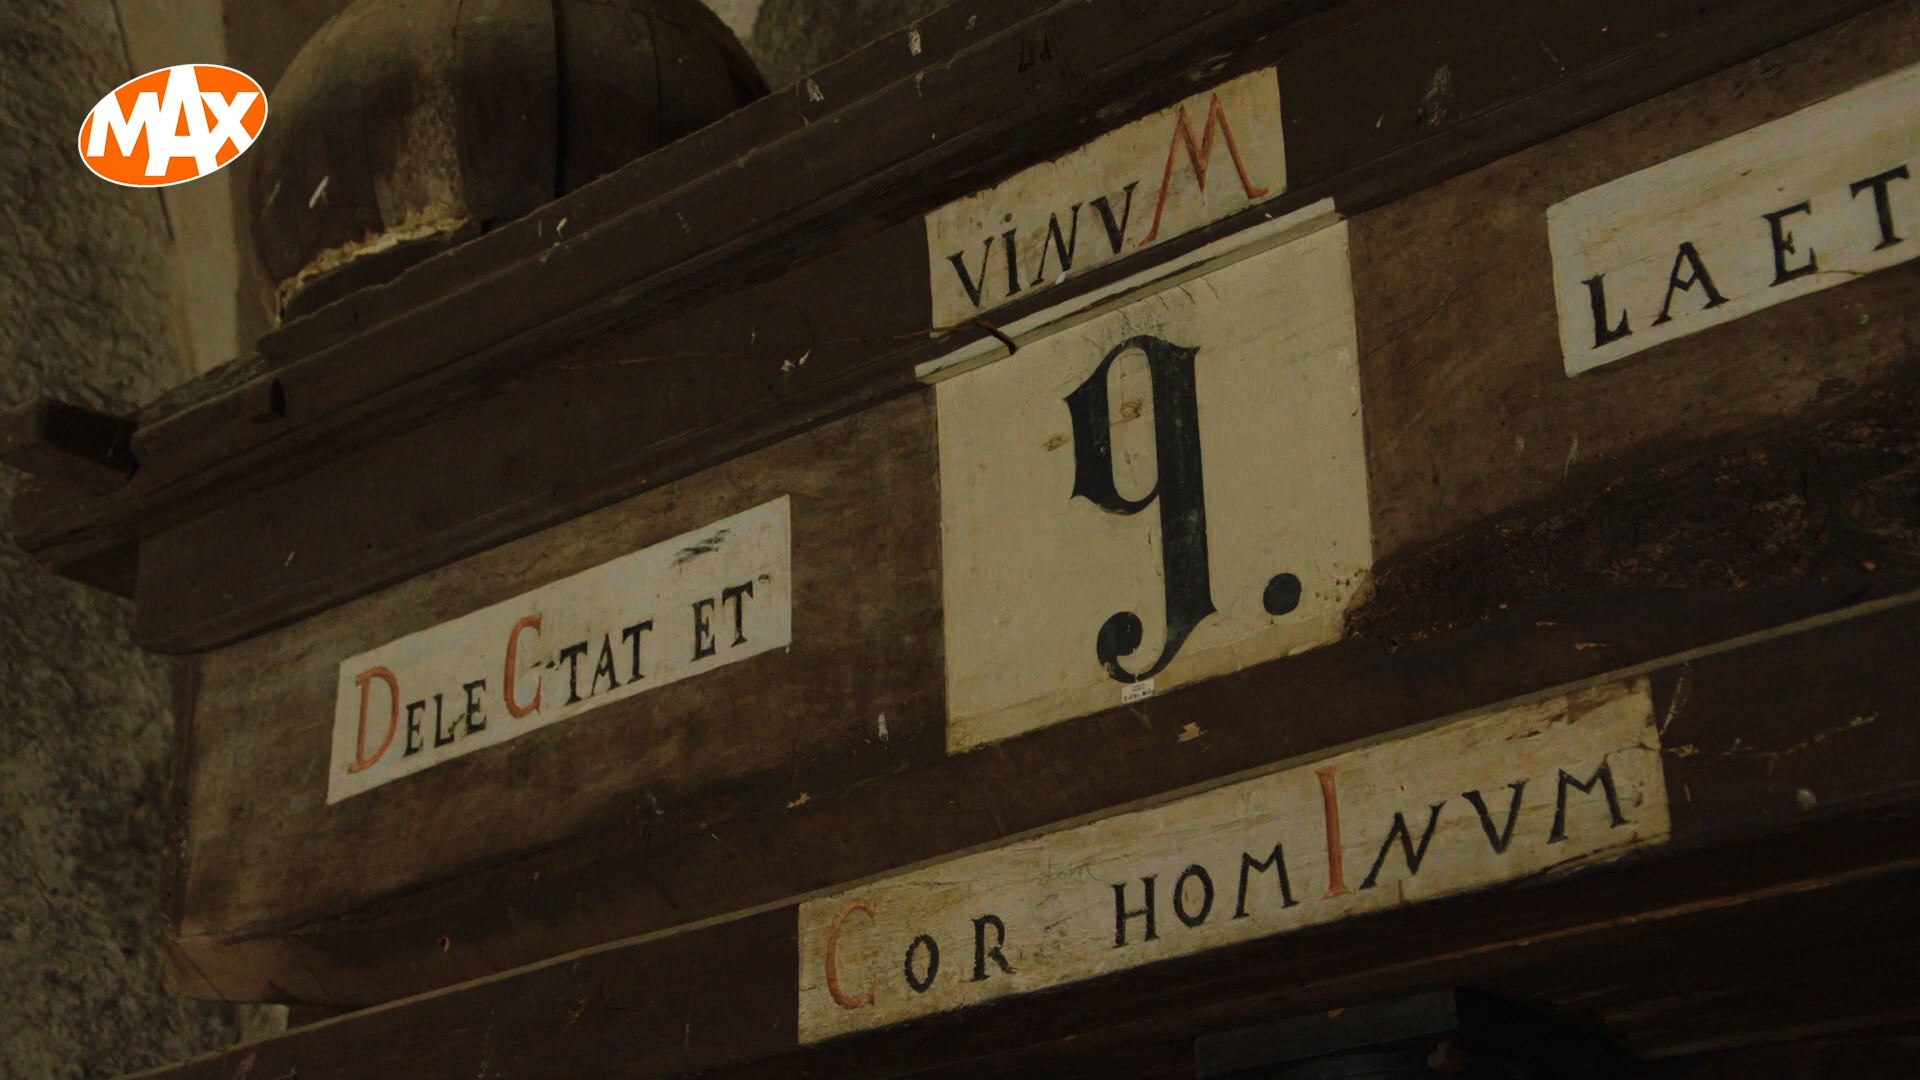 MAX
VINVM
LAET
9.
DELECTAT ET
COR HOMINVM